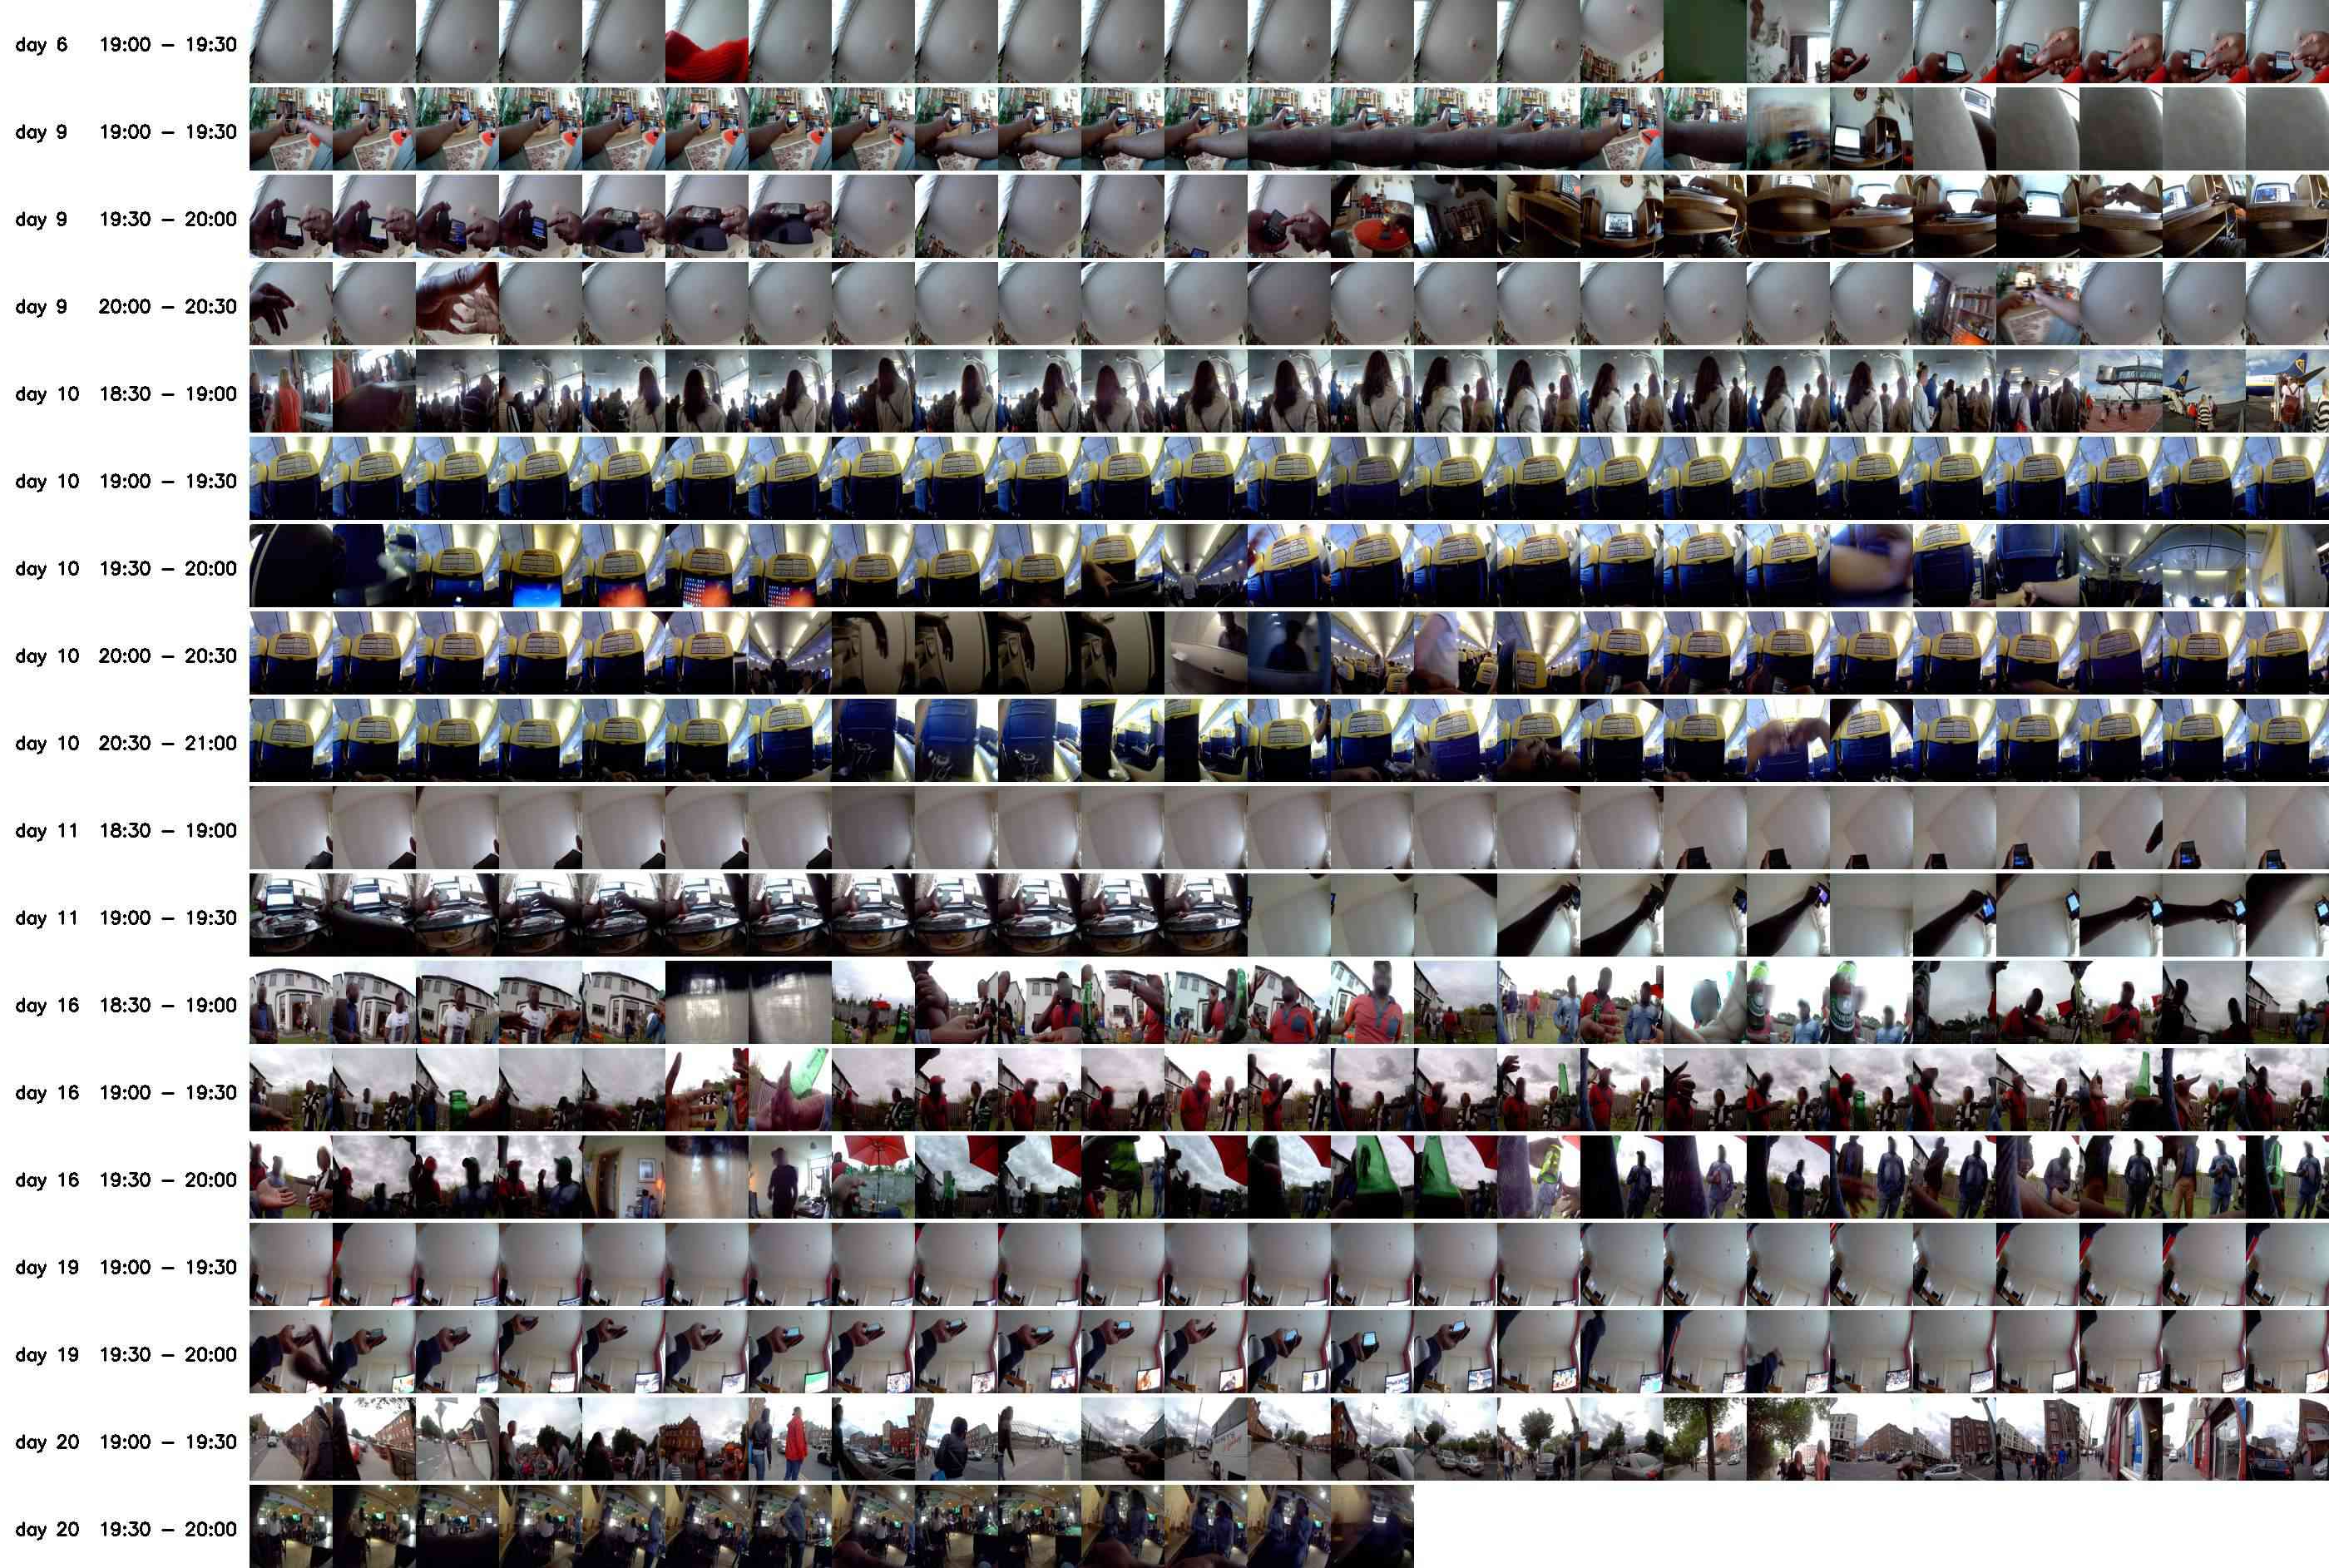 day 6 19:00 – 19:30
day 9 19:00 – 19:30
day 9 19:30 – 20:00
day 9 20:00 – 20:30
day 10 18:30 – 19:00
day 10 19:00 – 19:30
day 10 19:30 – 20:00
day 10 20:00 – 20:30
day 10 20:30 – 21:00
day 11 18:30 – 19:00
day 11 19:00 – 19:30
day 16 18:30 – 19:00
day 16 19:00 – 19:30
day 16 19:30 – 20:00
day 19 19:00 – 19:30
day 19 19:30 – 20:00
day 20 19:00 – 19:30
day 20 19:30 – 20:00